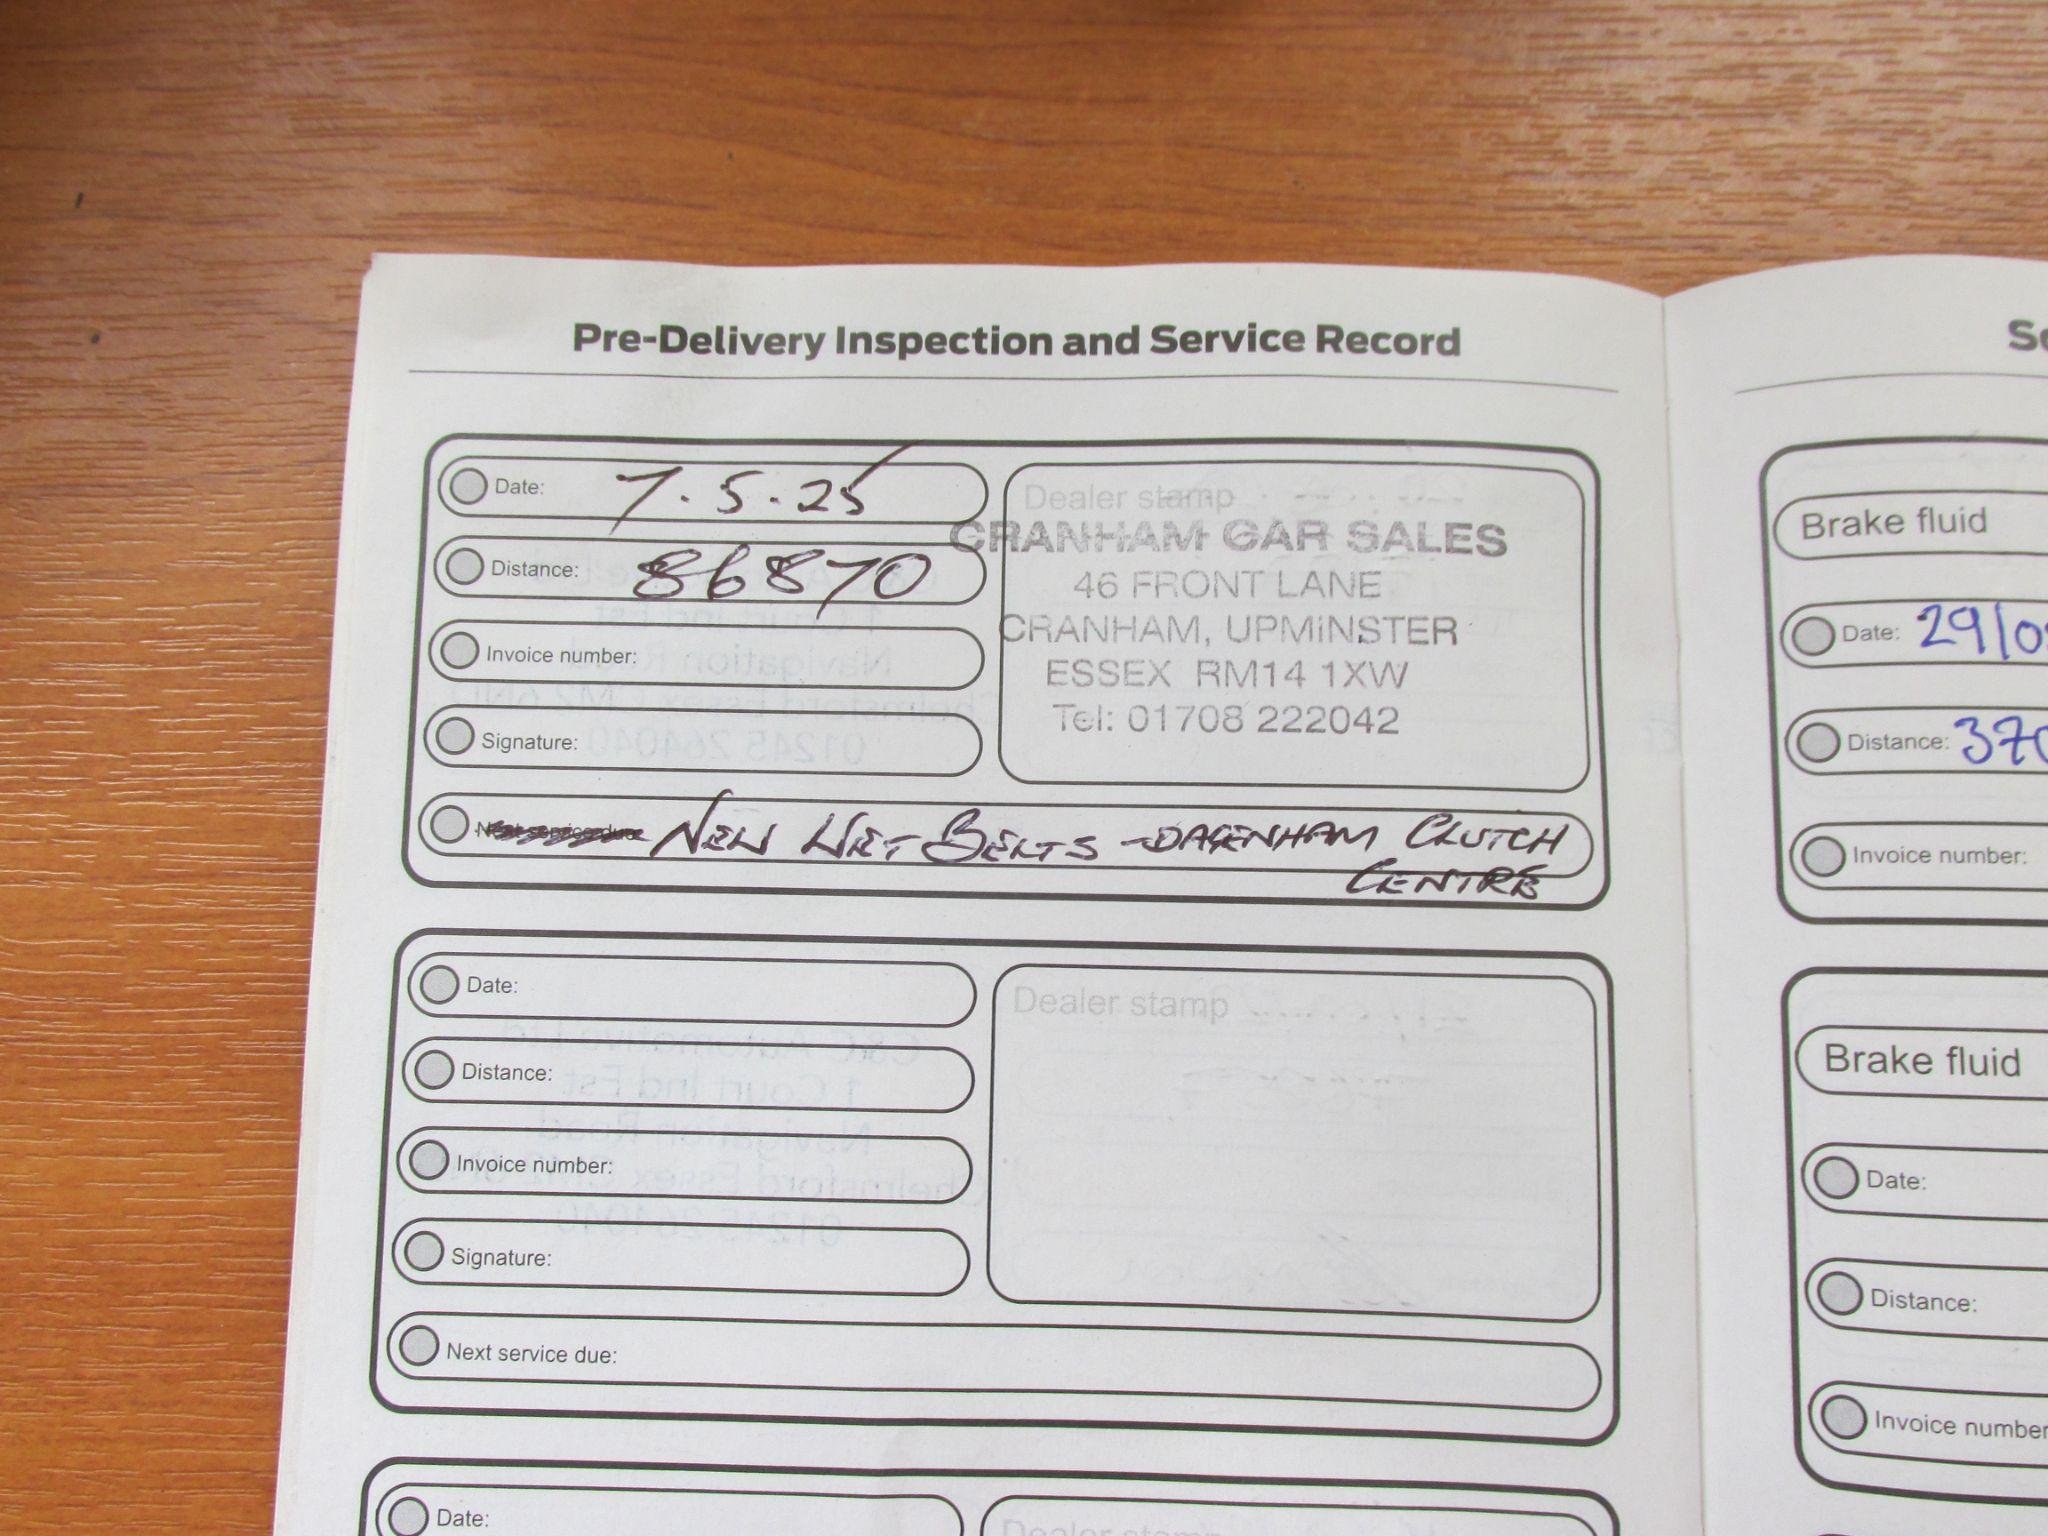 Pre-Delivery Inspection and Service Record
Date: 7.5.25
Distance: 86870
Invoice number:
Signature:
NEW WET BELTS - DAGENHAM CLUTCH
CENTRE
Dealer stamp
CRANHAM CAR SALES
46 FRONT LANE
CRANHAM, UPMINSTER
ESSEX RM14 1XW
Tel: 01708 222042
Date:
Distance:
Invoice number:
Signature:
Next service due:
Dealer stamp
Date:
Dealer stamp
Brake fluid
Date: 29/0
Distance: 370
Invoice number:
Brake fluid
Date:
Distance:
Invoice number